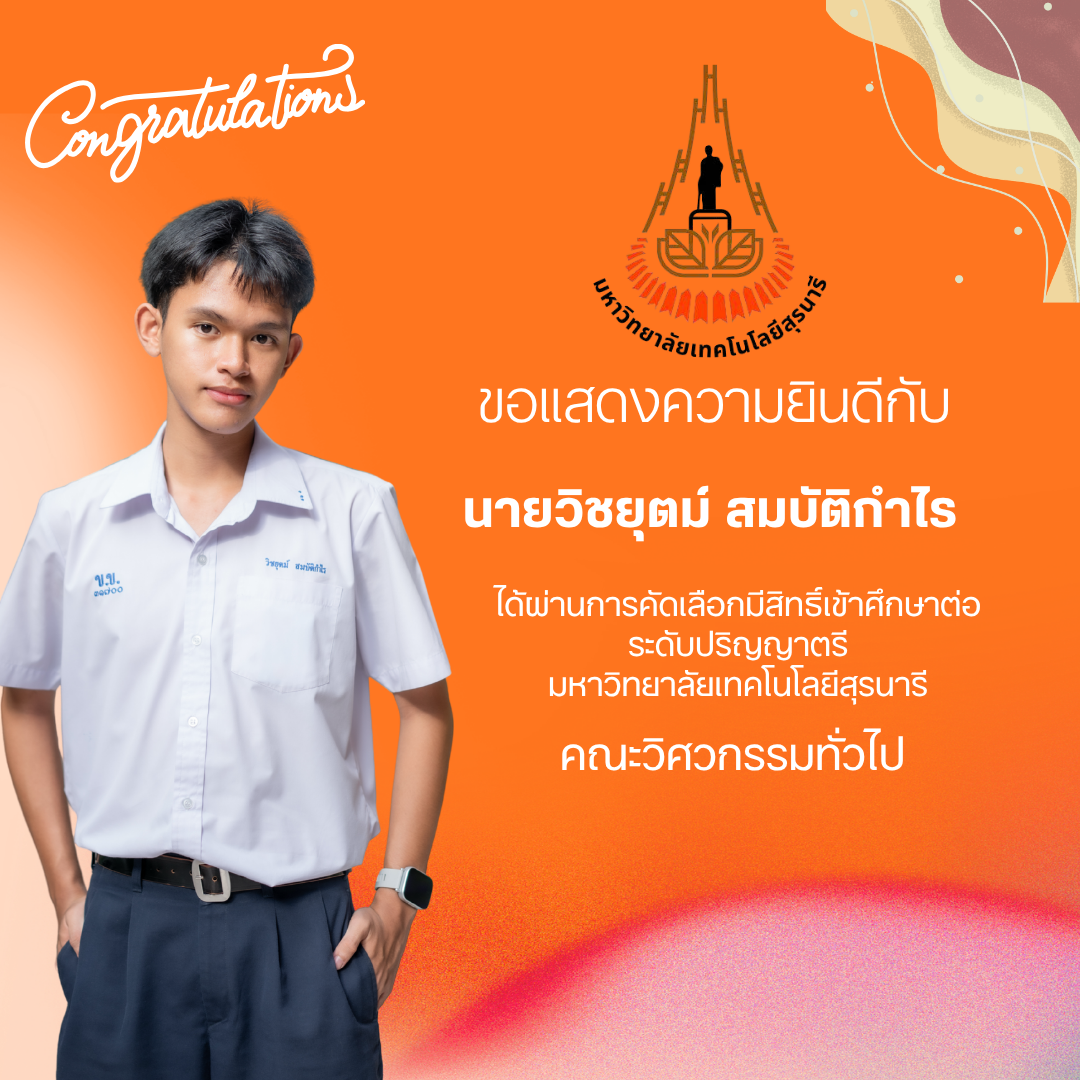 Congratulations
มหาวิทยาลัยเทคโนโลยีสุรนารี
ขอแสดงความยินดีกับ
นายวิชยุตม์ สมบัติกำไร
ได้ผ่านการคัดเลือกมีสิทธิ์เข้าศึกษาต่อ
ระดับปริญญาตรี
มหาวิทยาลัยเทคโนโลยีสุรนารี
คณะวิศวกรรมทั่วไป
วิชยุตม์ สมบัติกำไร
ข.ข.